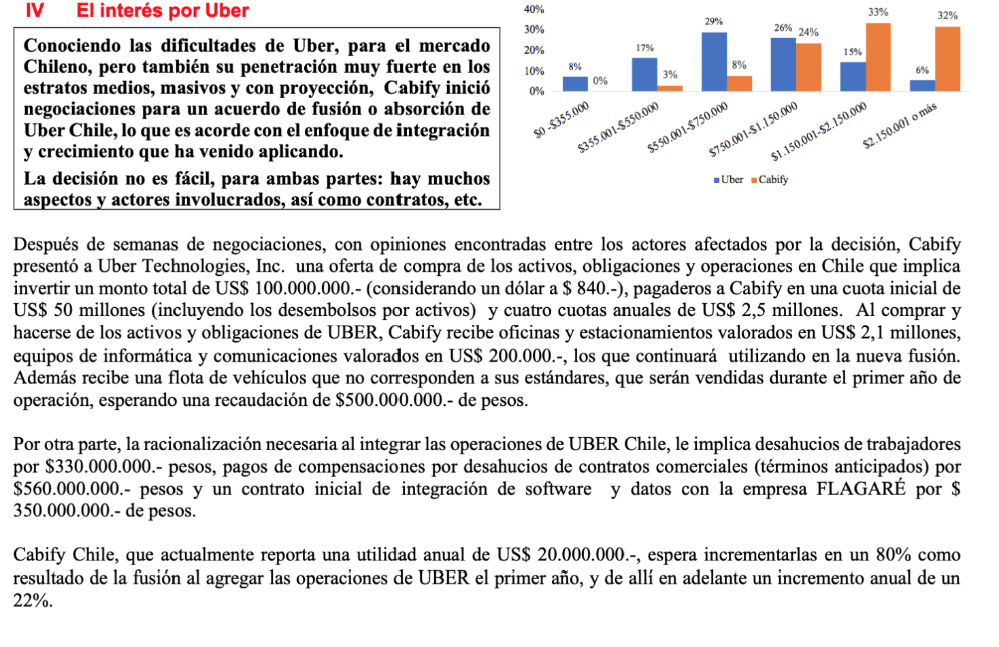 IV El interés por Uber
Conociendo las dificultades de Uber, para el mercado
Chileno, pero también su penetración muy fuerte en los
estratos medios, masivos y con proyección, Cabify inició
negociaciones para un acuerdo de fusión o absorción de
Uber Chile, lo que es acorde con el enfoque de integración
y crecimiento que ha venido aplicando.
La decisión no es fácil, para ambas partes: hay muchos
aspectos y actores involucrados, así como contratos, etc.
40%
30%
20%
10%
0%
8%
0%
17%
3%
29%
8%
26%
24%
15%
33%
6%
32%
$0 -$355.000
$355.001-$550.000
$550.001-$750.000
$750.001-$1.150.000
$1.150.001-$2.150.000
$2.150.001 o más
Uber Cabify
Después de semanas de negociaciones, con opiniones encontradas entre los actores afectados por la decisión, Cabify
presentó a Uber Technologies, Inc. una oferta de compra de los activos, obligaciones y operaciones en Chile que implica
invertir un monto total de US$ 100.000.000.- (considerando un dólar a $ 840.-), pagaderos a Cabify en una cuota inicial de
US$ 50 millones (incluyendo los desembolsos por activos) y cuatro cuotas anuales de US$ 2,5 millones. Al comprar y
hacerse de los activos y obligaciones de UBER, Cabify recibe oficinas y estacionamientos valorados en US$ 2,1 millones,
equipos de informática y comunicaciones valorados en US$ 200.000.-, los que continuará utilizando en la nueva fusión.
Además recibe una flota de vehículos que no corresponden a sus estándares, que serán vendidas durante el primer año de
operación, esperando una recaudación de $500.000.000.- de pesos.
Por otra parte, la racionalización necesaria al integrar las operaciones de UBER Chile, le implica desahucios de trabajadores
por $330.000.000.- pesos, pagos de compensaciones por desahucios de contratos comerciales (términos anticipados) por
$560.000.000.- pesos y un contrato inicial de integración de software y datos con la empresa FLAGARÉ por $
350.000.000.- de pesos.
Cabify Chile, que actualmente reporta una utilidad anual de US$ 20.000.000.-, espera incrementarlas en un 80% como
resultado de la fusión al agregar las operaciones de UBER el primer año, y de allí en adelante un incremento anual de un
22%.